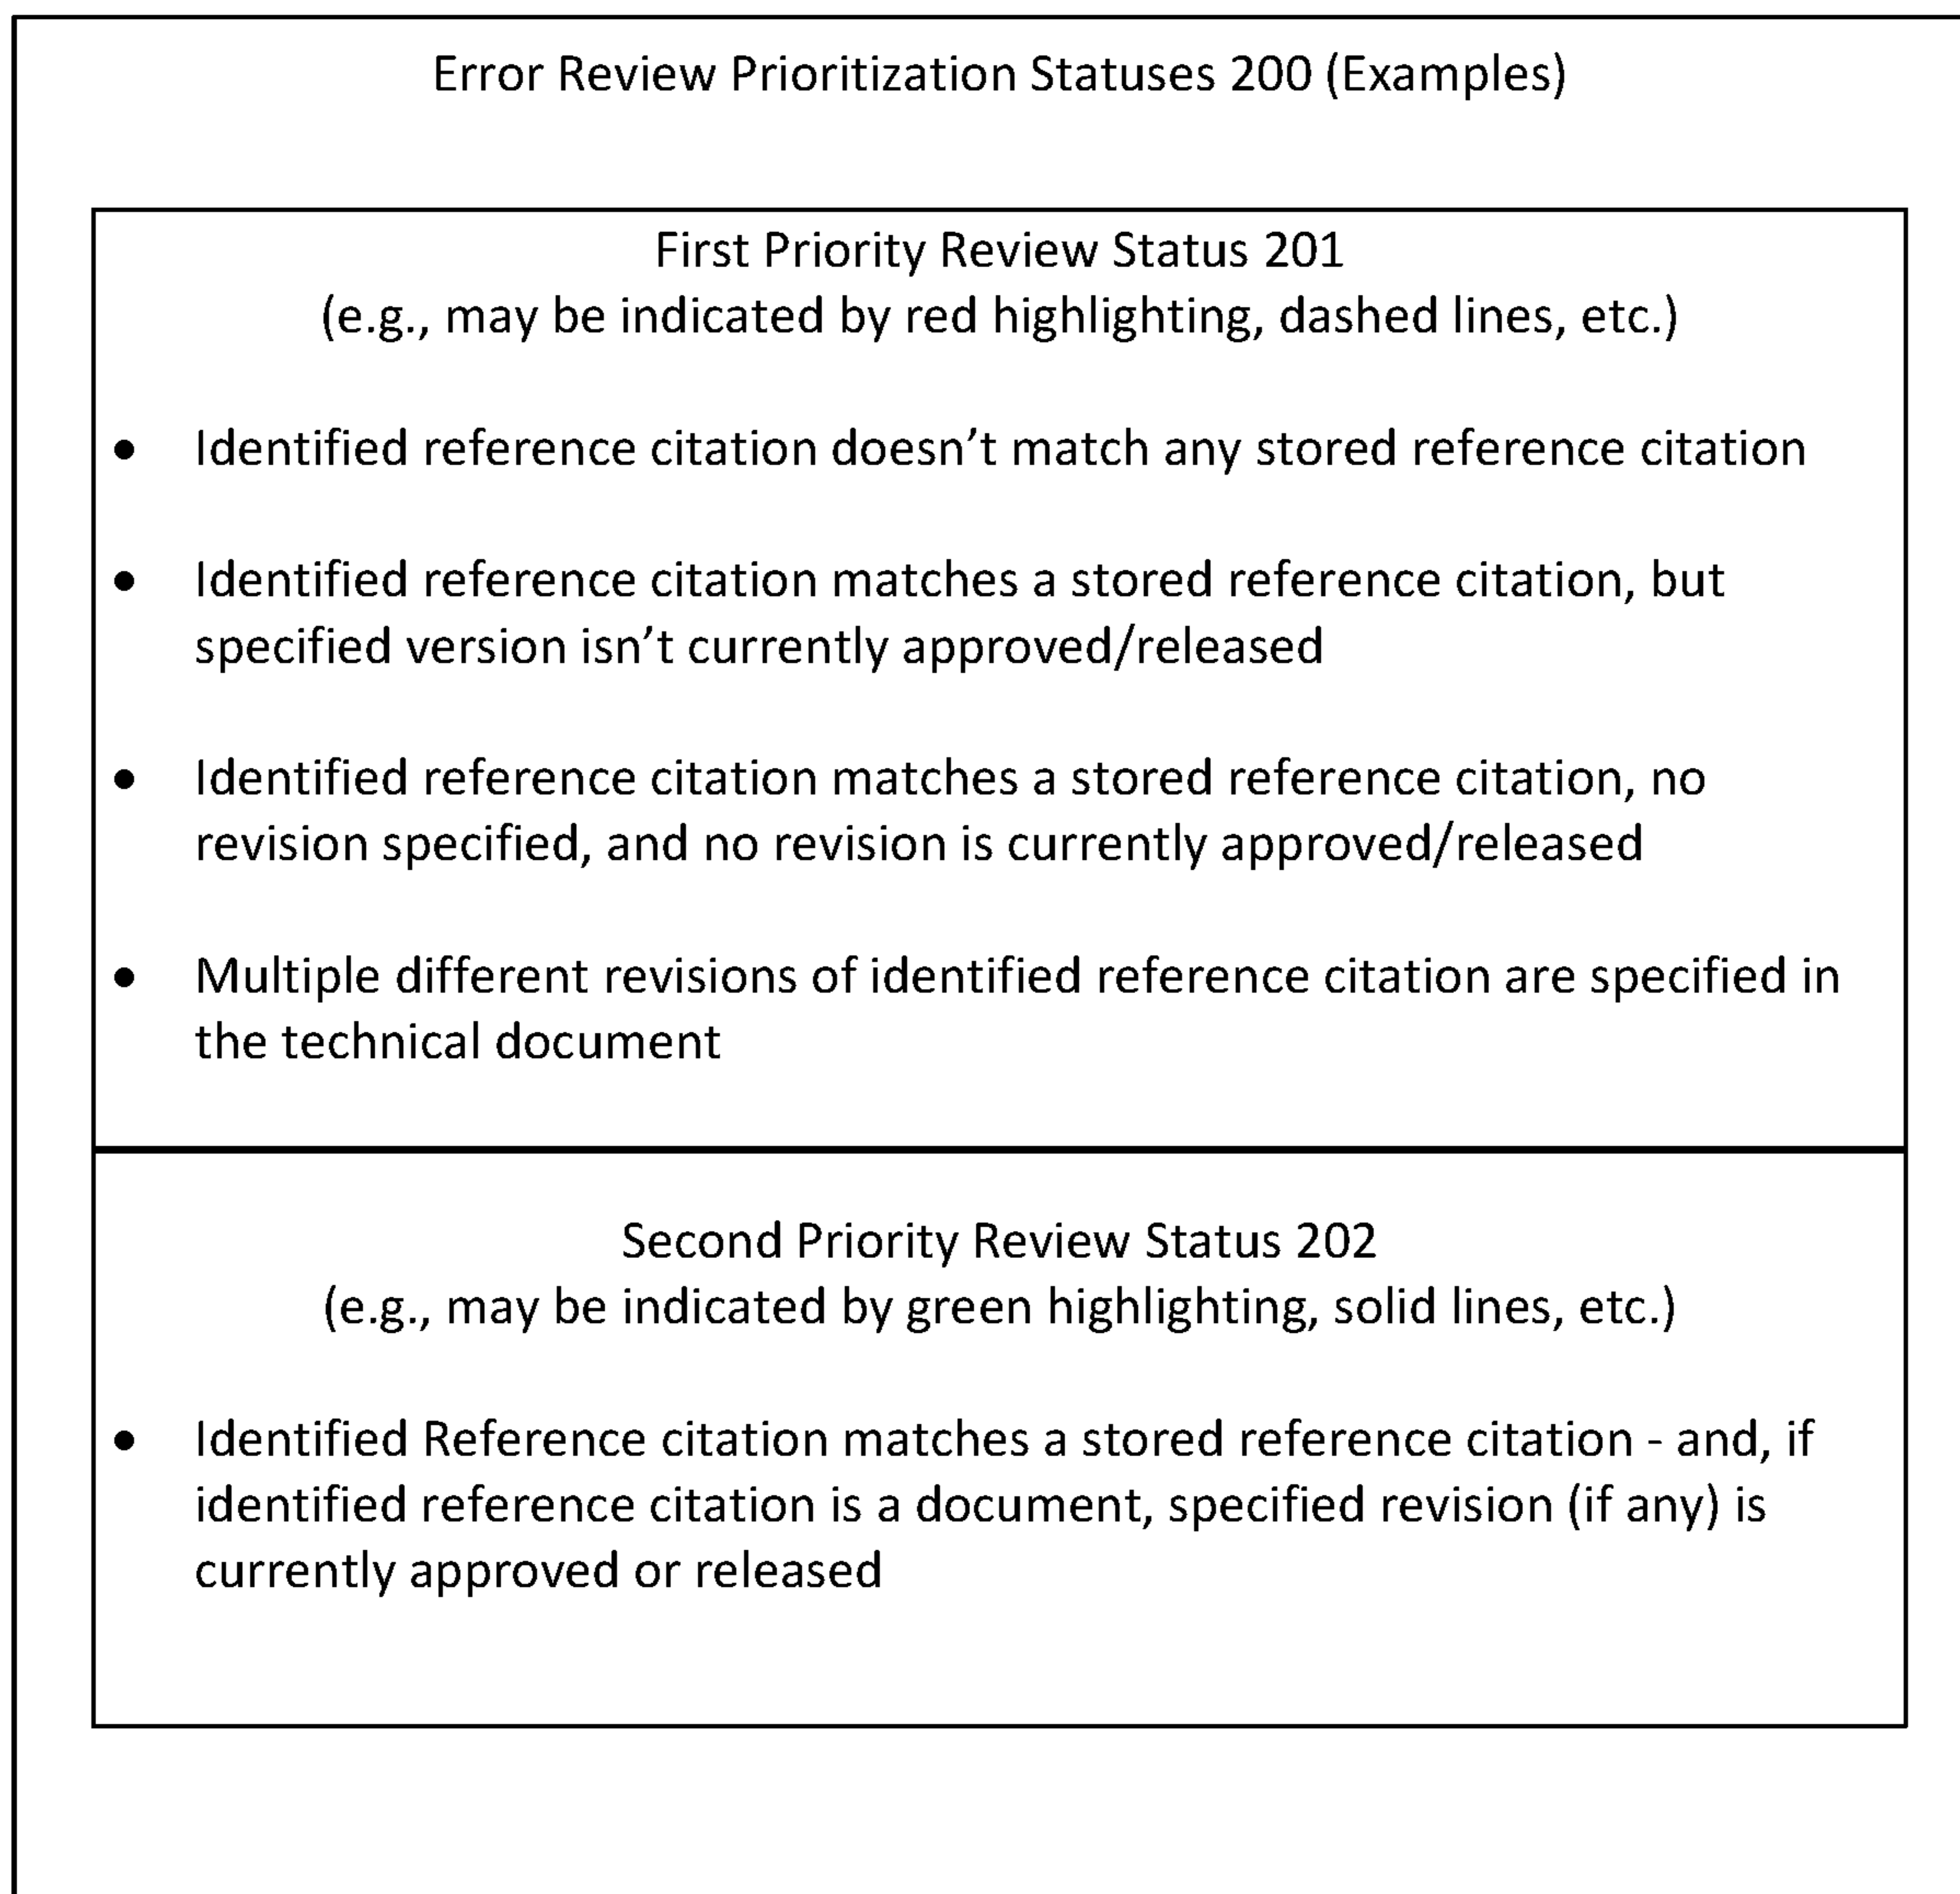 Error Review Prioritization Statuses 200 (Examples)
First Priority Review Status 201
(e.g., may be indicated by red highlighting, dashed lines, etc.)
• Identified reference citation doesn’t match any stored reference citation
• Identified reference citation matches a stored reference citation, but
specified version isn’t currently approved/released
• Identified reference citation matches a stored reference citation, no
revision specified, and no revision is currently approved/released
• Multiple different revisions of identified reference citation are specified in
the technical document
Second Priority Review Status 202
(e.g., may be indicated by green highlighting, solid lines, etc.)
• Identified Reference citation matches a stored reference citation - and, if
identified reference citation is a document, specified revision (if any) is
currently approved or released